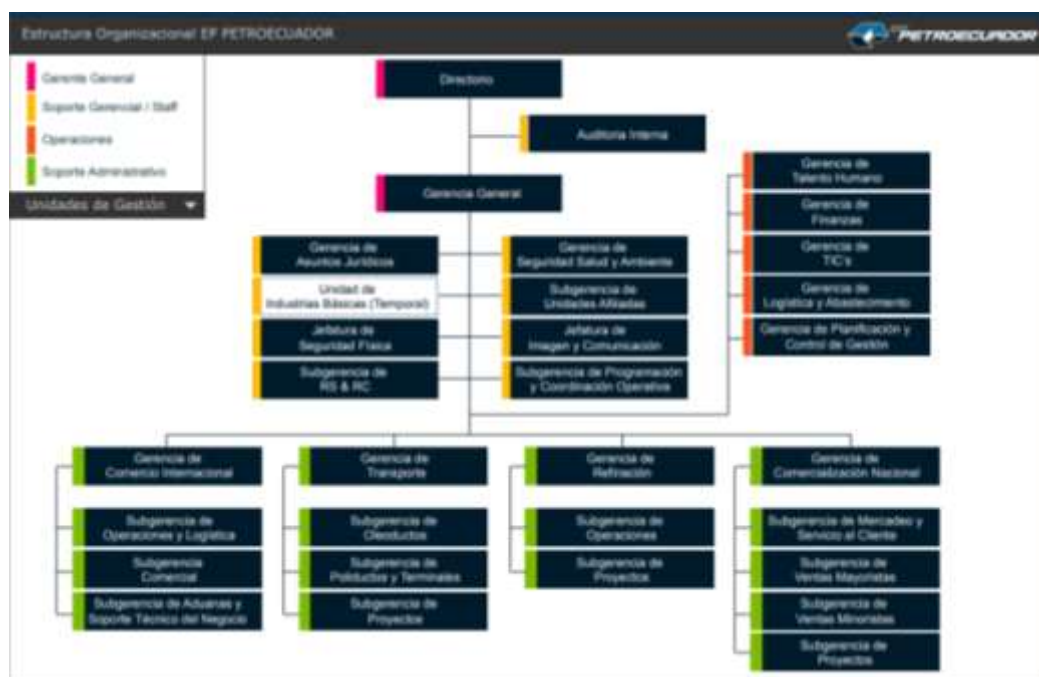 Estructura Organizacional EP PETROECUADOR
PETROECUADOR
Gerente General
Soporte Gerencial / Staff
Operaciones
Soporte Administrativo
Unidades de Gestión
Directorio
Auditoria Interna
Gerencia General
Gerencia de
Asuntos Jurídicos
Gerencia de
Seguridad Salud y Ambiente
Unidad de
Industrias Básicas (Temporal)
Subgerencia de
Unidades Afiliadas
Jefatura de
Seguridad Física
Jefatura de
Imagen y Comunicación
Subgerencia de
RS & RC
Subgerencia de Programación
y Coordinación Operativa
Gerencia de
Talento Humano
Gerencia de
Finanzas
Gerencia de
TIC's
Gerencia de
Logística y Abastecimiento
Gerencia de Planificación y
Control de Gestión
Gerencia de
Comercio Internacional
Subgerencia de
Operaciones y Logística
Subgerencia
Comercial
Subgerencia de Aduanas y
Soporte Técnico del Negocio
Gerencia de
Transporte
Subgerencia de
Oleoductos
Subgerencia de
Poliductos y Terminales
Subgerencia de
Proyectos
Gerencia de
Refinación
Subgerencia de
Operaciones
Subgerencia de
Proyectos
Gerencia de
Comercialización Nacional
Subgerencia de Mercadeo y
Servicio al Cliente
Subgerencia de
Ventas Mayoristas
Subgerencia de
Ventas Minoristas
Subgerencia de
Proyectos